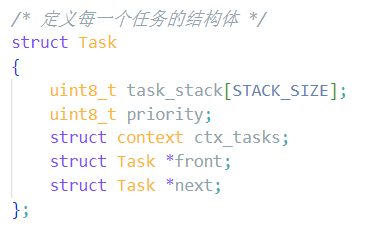 /* 定义每一个任务的结构体 */
struct Task
{
    uint8_t task_stack[STACK_SIZE];
    uint8_t priority;
    struct context ctx_tasks;
    struct Task *front;
    struct Task *next;
};